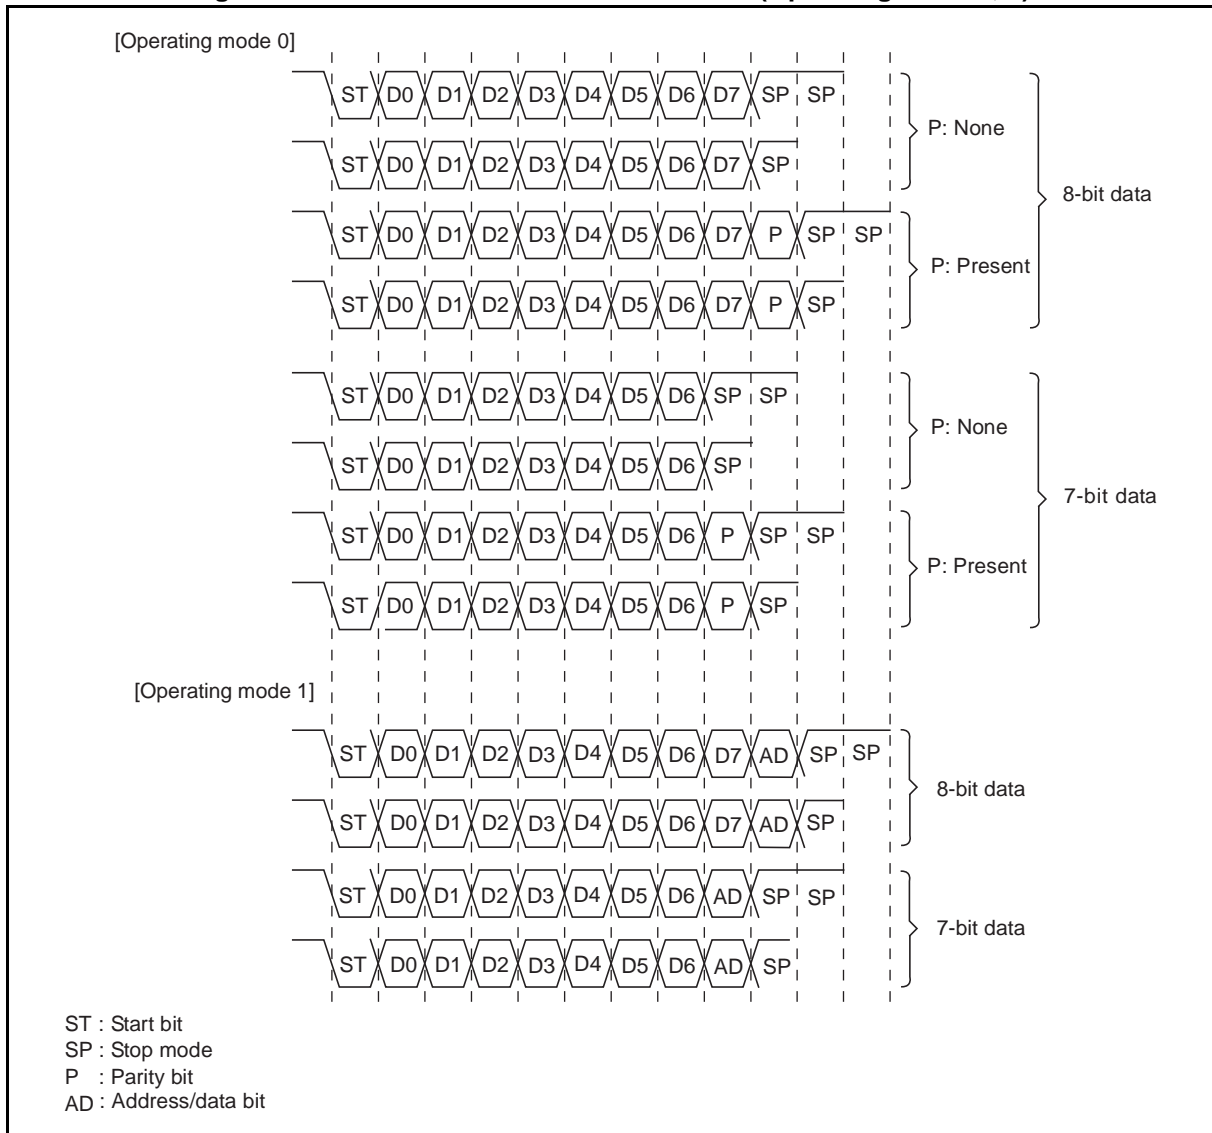 [Operating mode 0]
ST D0 D1 D2 D3 D4 D5 D6 D7 SP SP
P: None
ST D0 D1 D2 D3 D4 D5 D6 D7 SP
8-bit data
ST D0 D1 D2 D3 D4 D5 D6 D7 P SP SP
P: Present
ST D0 D1 D2 D3 D4 D5 D6 D7 P SP
ST D0 D1 D2 D3 D4 D5 D6 SP SP
P: None
ST D0 D1 D2 D3 D4 D5 D6 SP
7-bit data
ST D0 D1 D2 D3 D4 D5 D6 P SP SP
P: Present
ST D0 D1 D2 D3 D4 D5 D6 P SP
[Operating mode 1]
ST D0 D1 D2 D3 D4 D5 D6 D7 AD SP SP
8-bit data
ST D0 D1 D2 D3 D4 D5 D6 D7 AD SP
ST D0 D1 D2 D3 D4 D5 D6 AD SP SP
7-bit data
ST D0 D1 D2 D3 D4 D5 D6 AD SP
ST : Start bit
SP : Stop mode
P : Parity bit
AD : Address/data bit